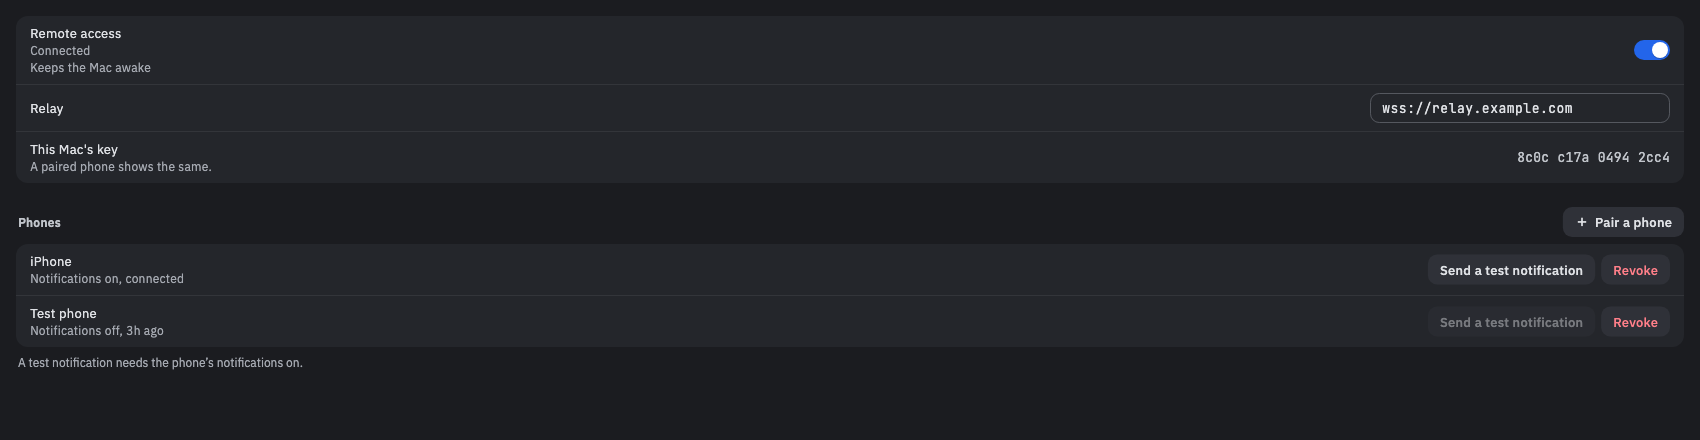 Remote access
Connected
Keeps the Mac awake
Relay
wss://relay.example.com
This Mac's key
A paired phone shows the same.
8c0c c17a 0494 2cc4
Phones
+ Pair a phone
iPhone
Notifications on, connected
Send a test notification
Revoke
Test phone
Notifications off, 3h ago
Send a test notification
Revoke
A test notification needs the phone’s notifications on.